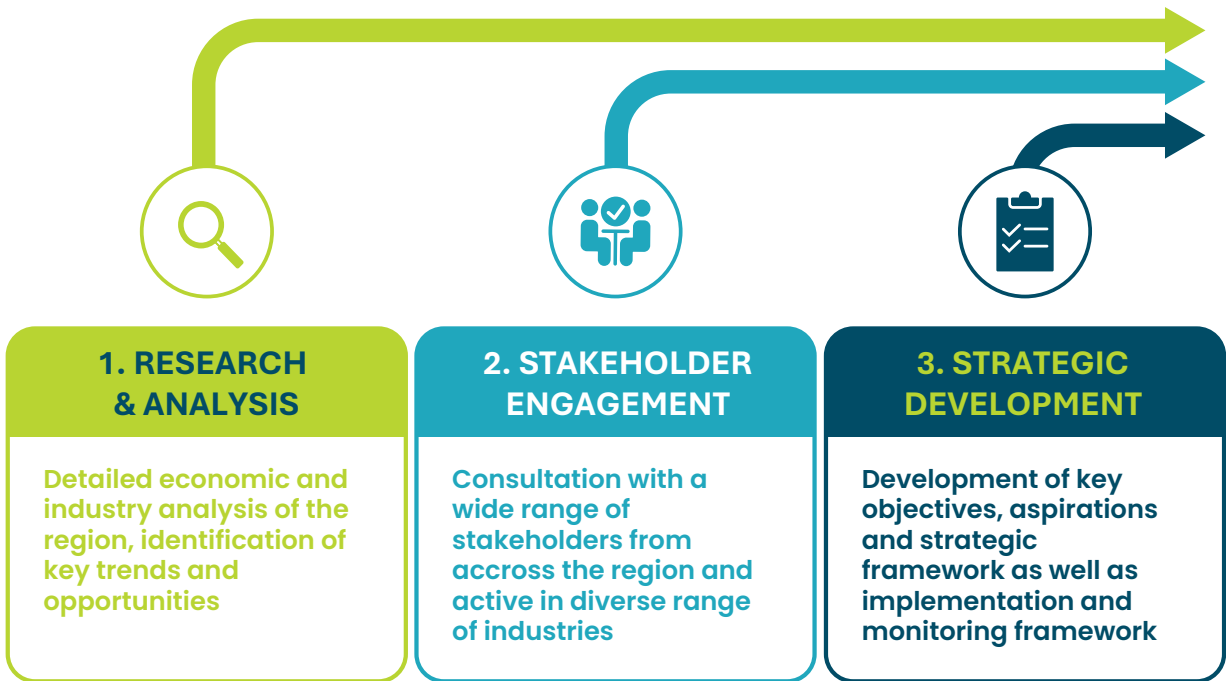 1. RESEARCH
& ANALYSIS
Detailed economic and
industry analysis of the
region, identification of
key trends and
opportunities
2. STAKEHOLDER
ENGAGEMENT
Consultation with a
wide range of
stakeholders from
accross the region and
active in diverse range
of industries
3. STRATEGIC
DEVELOPMENT
Development of key
objectives, aspirations
and strategic
framework as well as
implementation and
monitoring framework